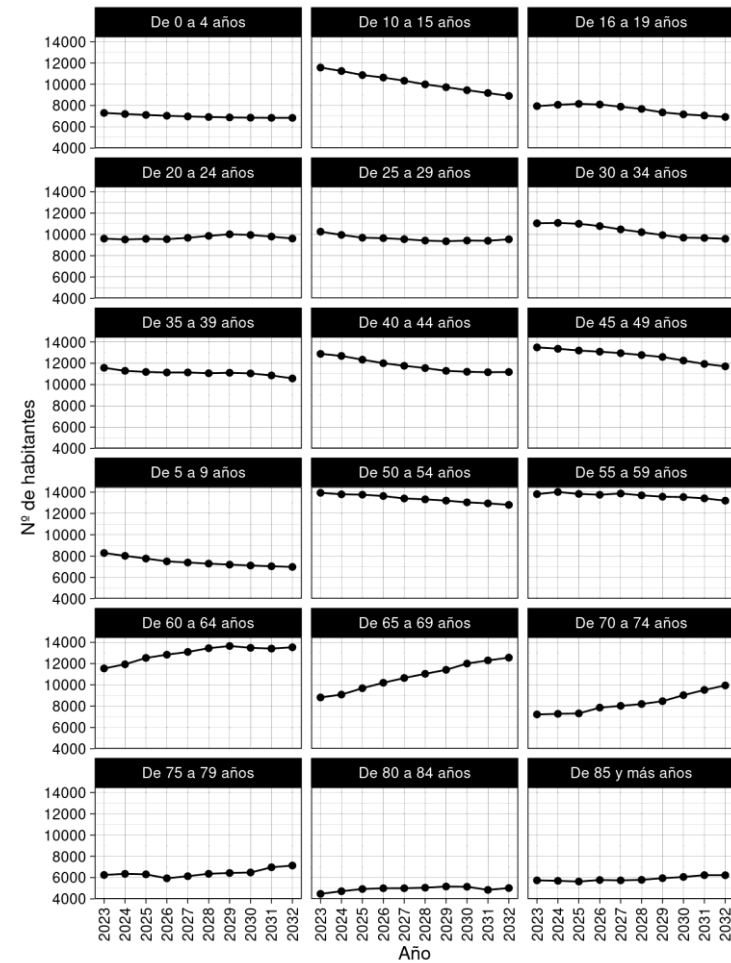 De 0 a 4 años
De 10 a 15 años
De 16 a 19 años
14000
12000
10000
8000
6000
4000
De 20 a 24 años
De 25 a 29 años
De 30 a 34 años
14000
12000
10000
8000
6000
4000
De 35 a 39 años
De 40 a 44 años
De 45 a 49 años
14000
12000
10000
8000
6000
4000
Nº de habitantes
De 5 a 9 años
De 50 a 54 años
De 55 a 59 años
14000
12000
10000
8000
6000
4000
De 60 a 64 años
De 65 a 69 años
De 70 a 74 años
14000
12000
10000
8000
6000
4000
De 75 a 79 años
De 80 a 84 años
De 85 y más años
14000
12000
10000
8000
6000
4000
2023 2024 2025 2026 2027 2028 2029 2030 2031 2032
2023 2024 2025 2026 2027 2028 2029 2030 2031 2032
2023 2024 2025 2026 2027 2028 2029 2030 2031 2032
Año